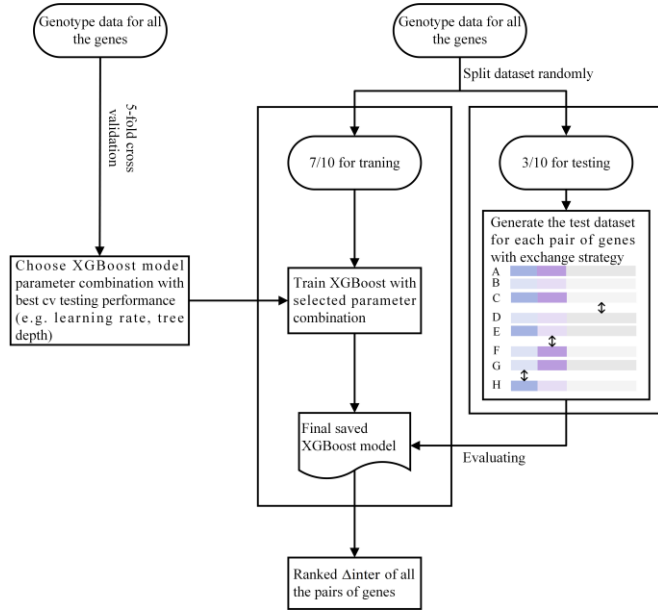 Genotype data for all
the genes
Genotype data for all
the genes
Split dataset randomly
5-fold cross
validation
7/10 for traning
3/10 for testing
Generate the test dataset
for each pair of genes
with exchange strategy
A
B
C
D
E
F
G
H
Choose XGBoost model
parameter combination with
best cv testing performance
(e.g. learning rate, tree
depth)
Train XGBoost with
selected parameter
combination
Final saved
XGBoost model
Evaluating
Ranked Δinter of all
the pairs of genes